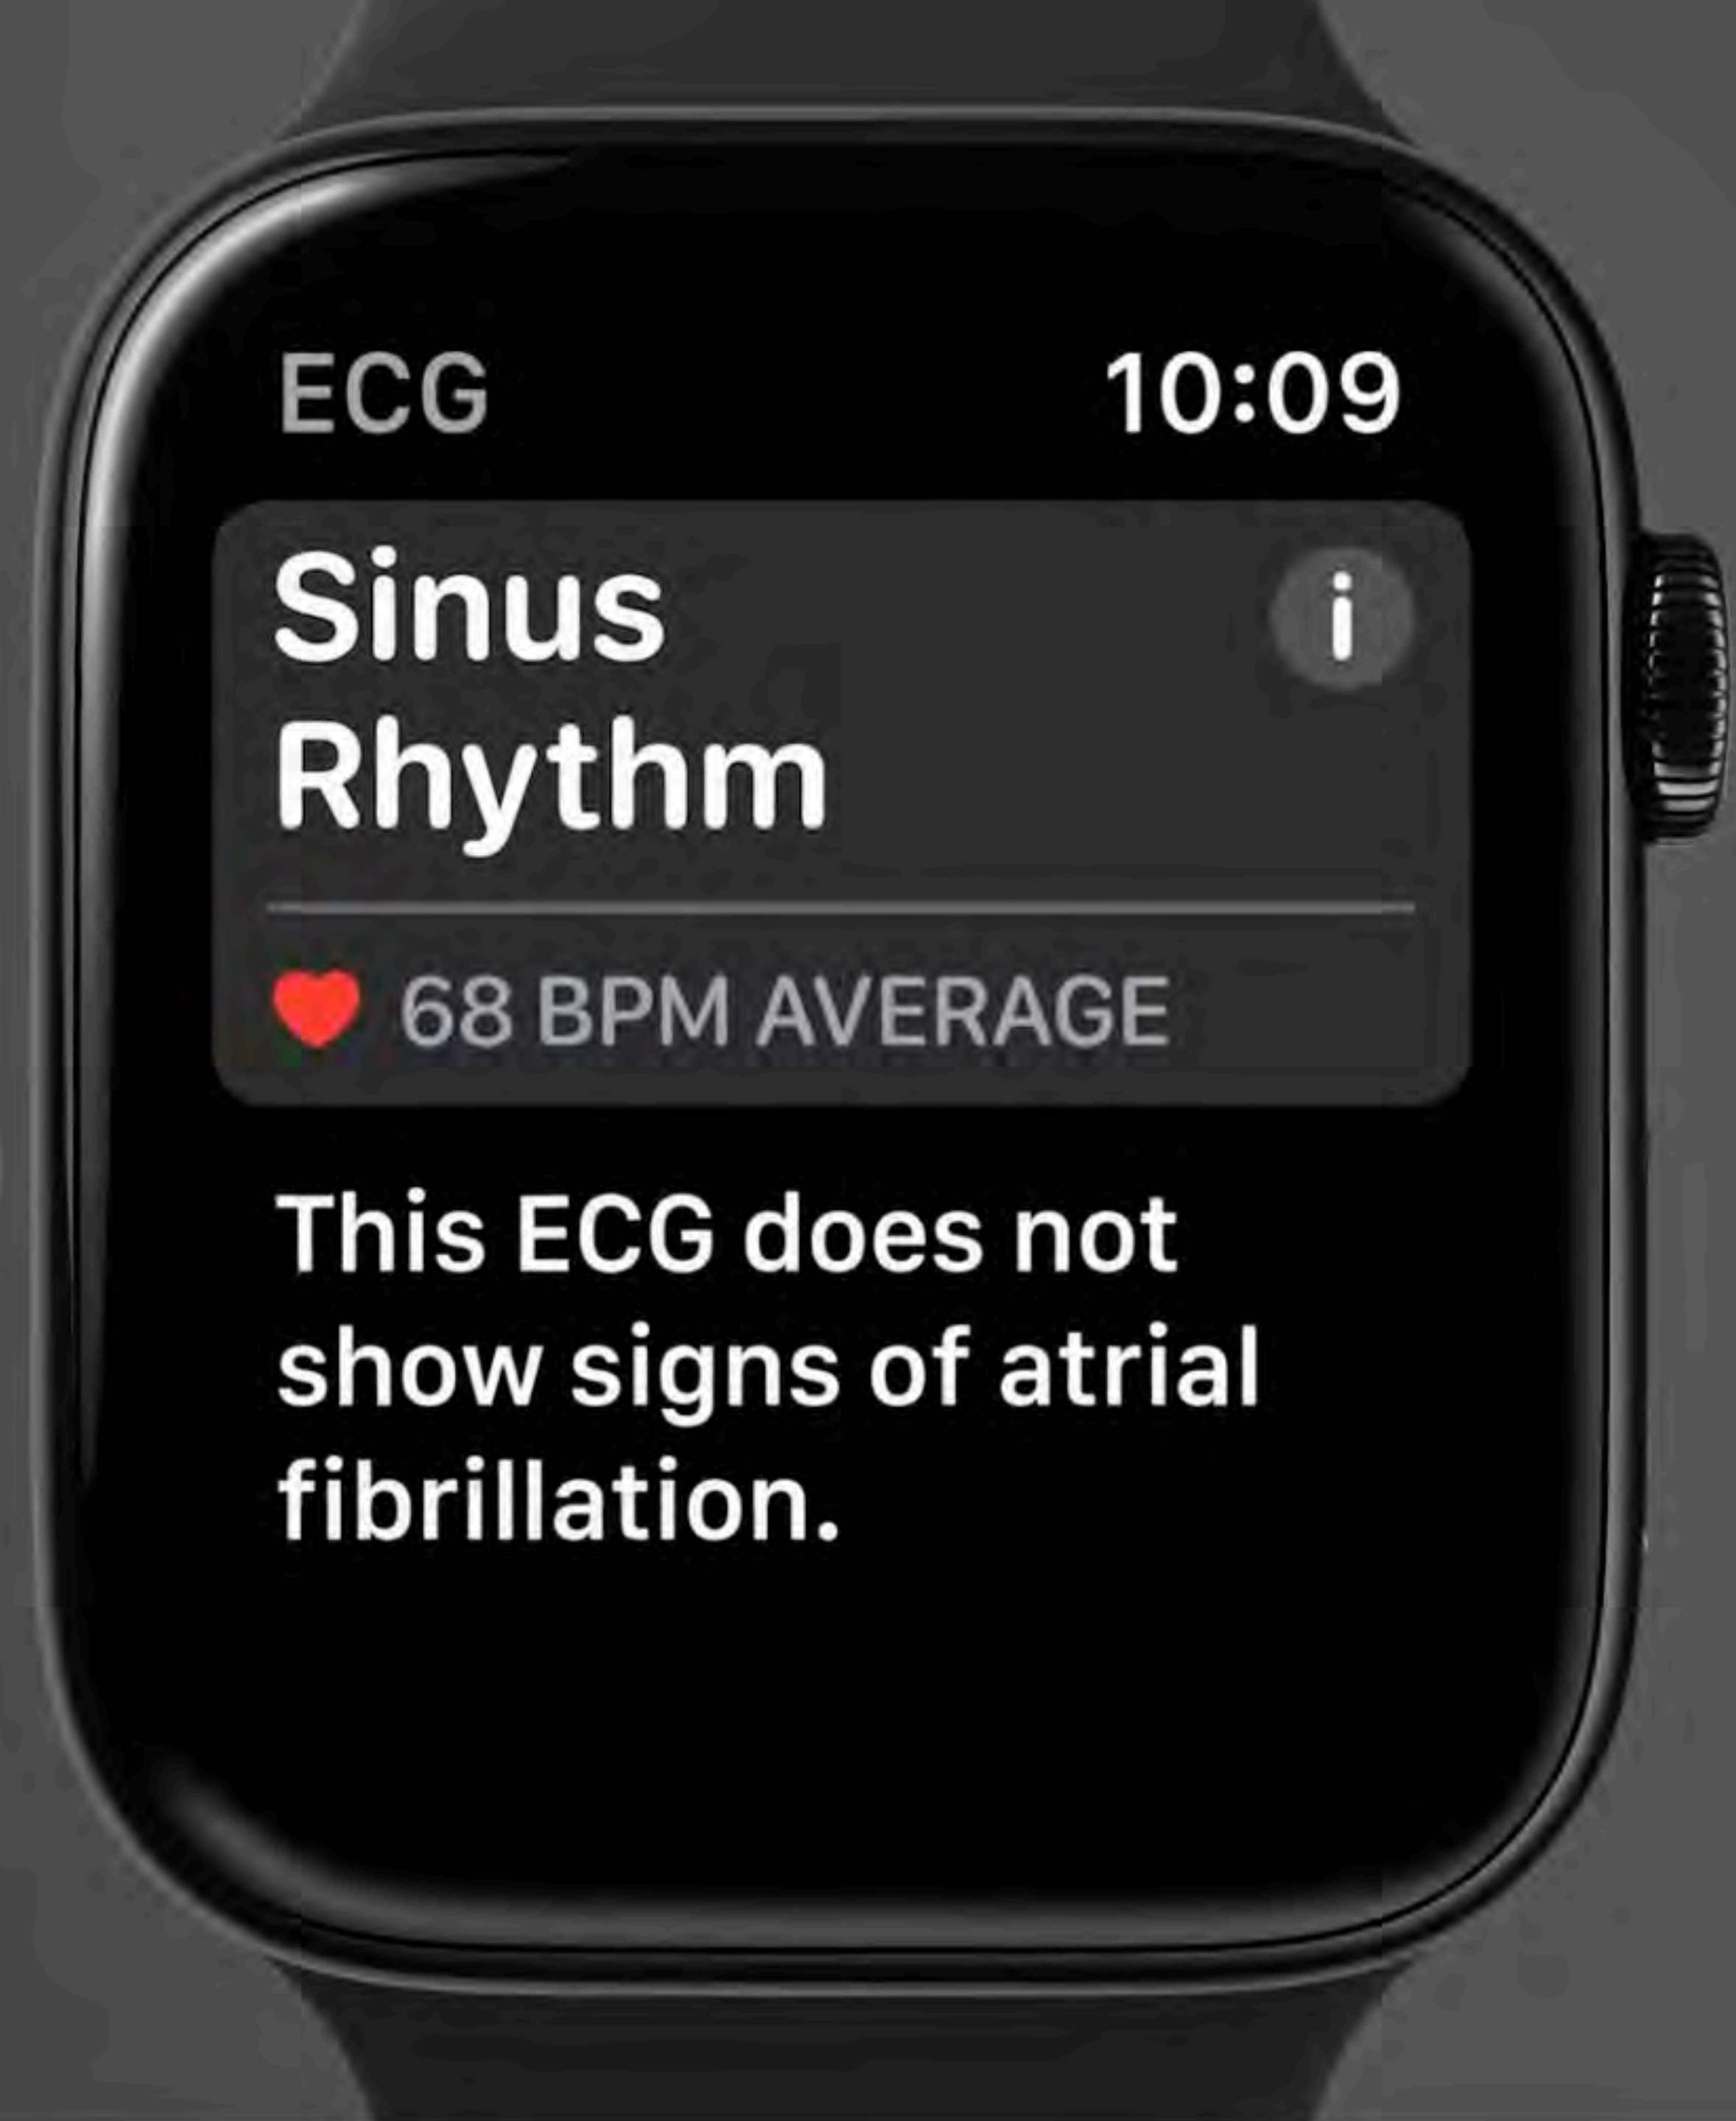 ECG 10:09
Sinus
Rhythm
i
68 BPM AVERAGE
This ECG does not
show signs of atrial
fibrillation.